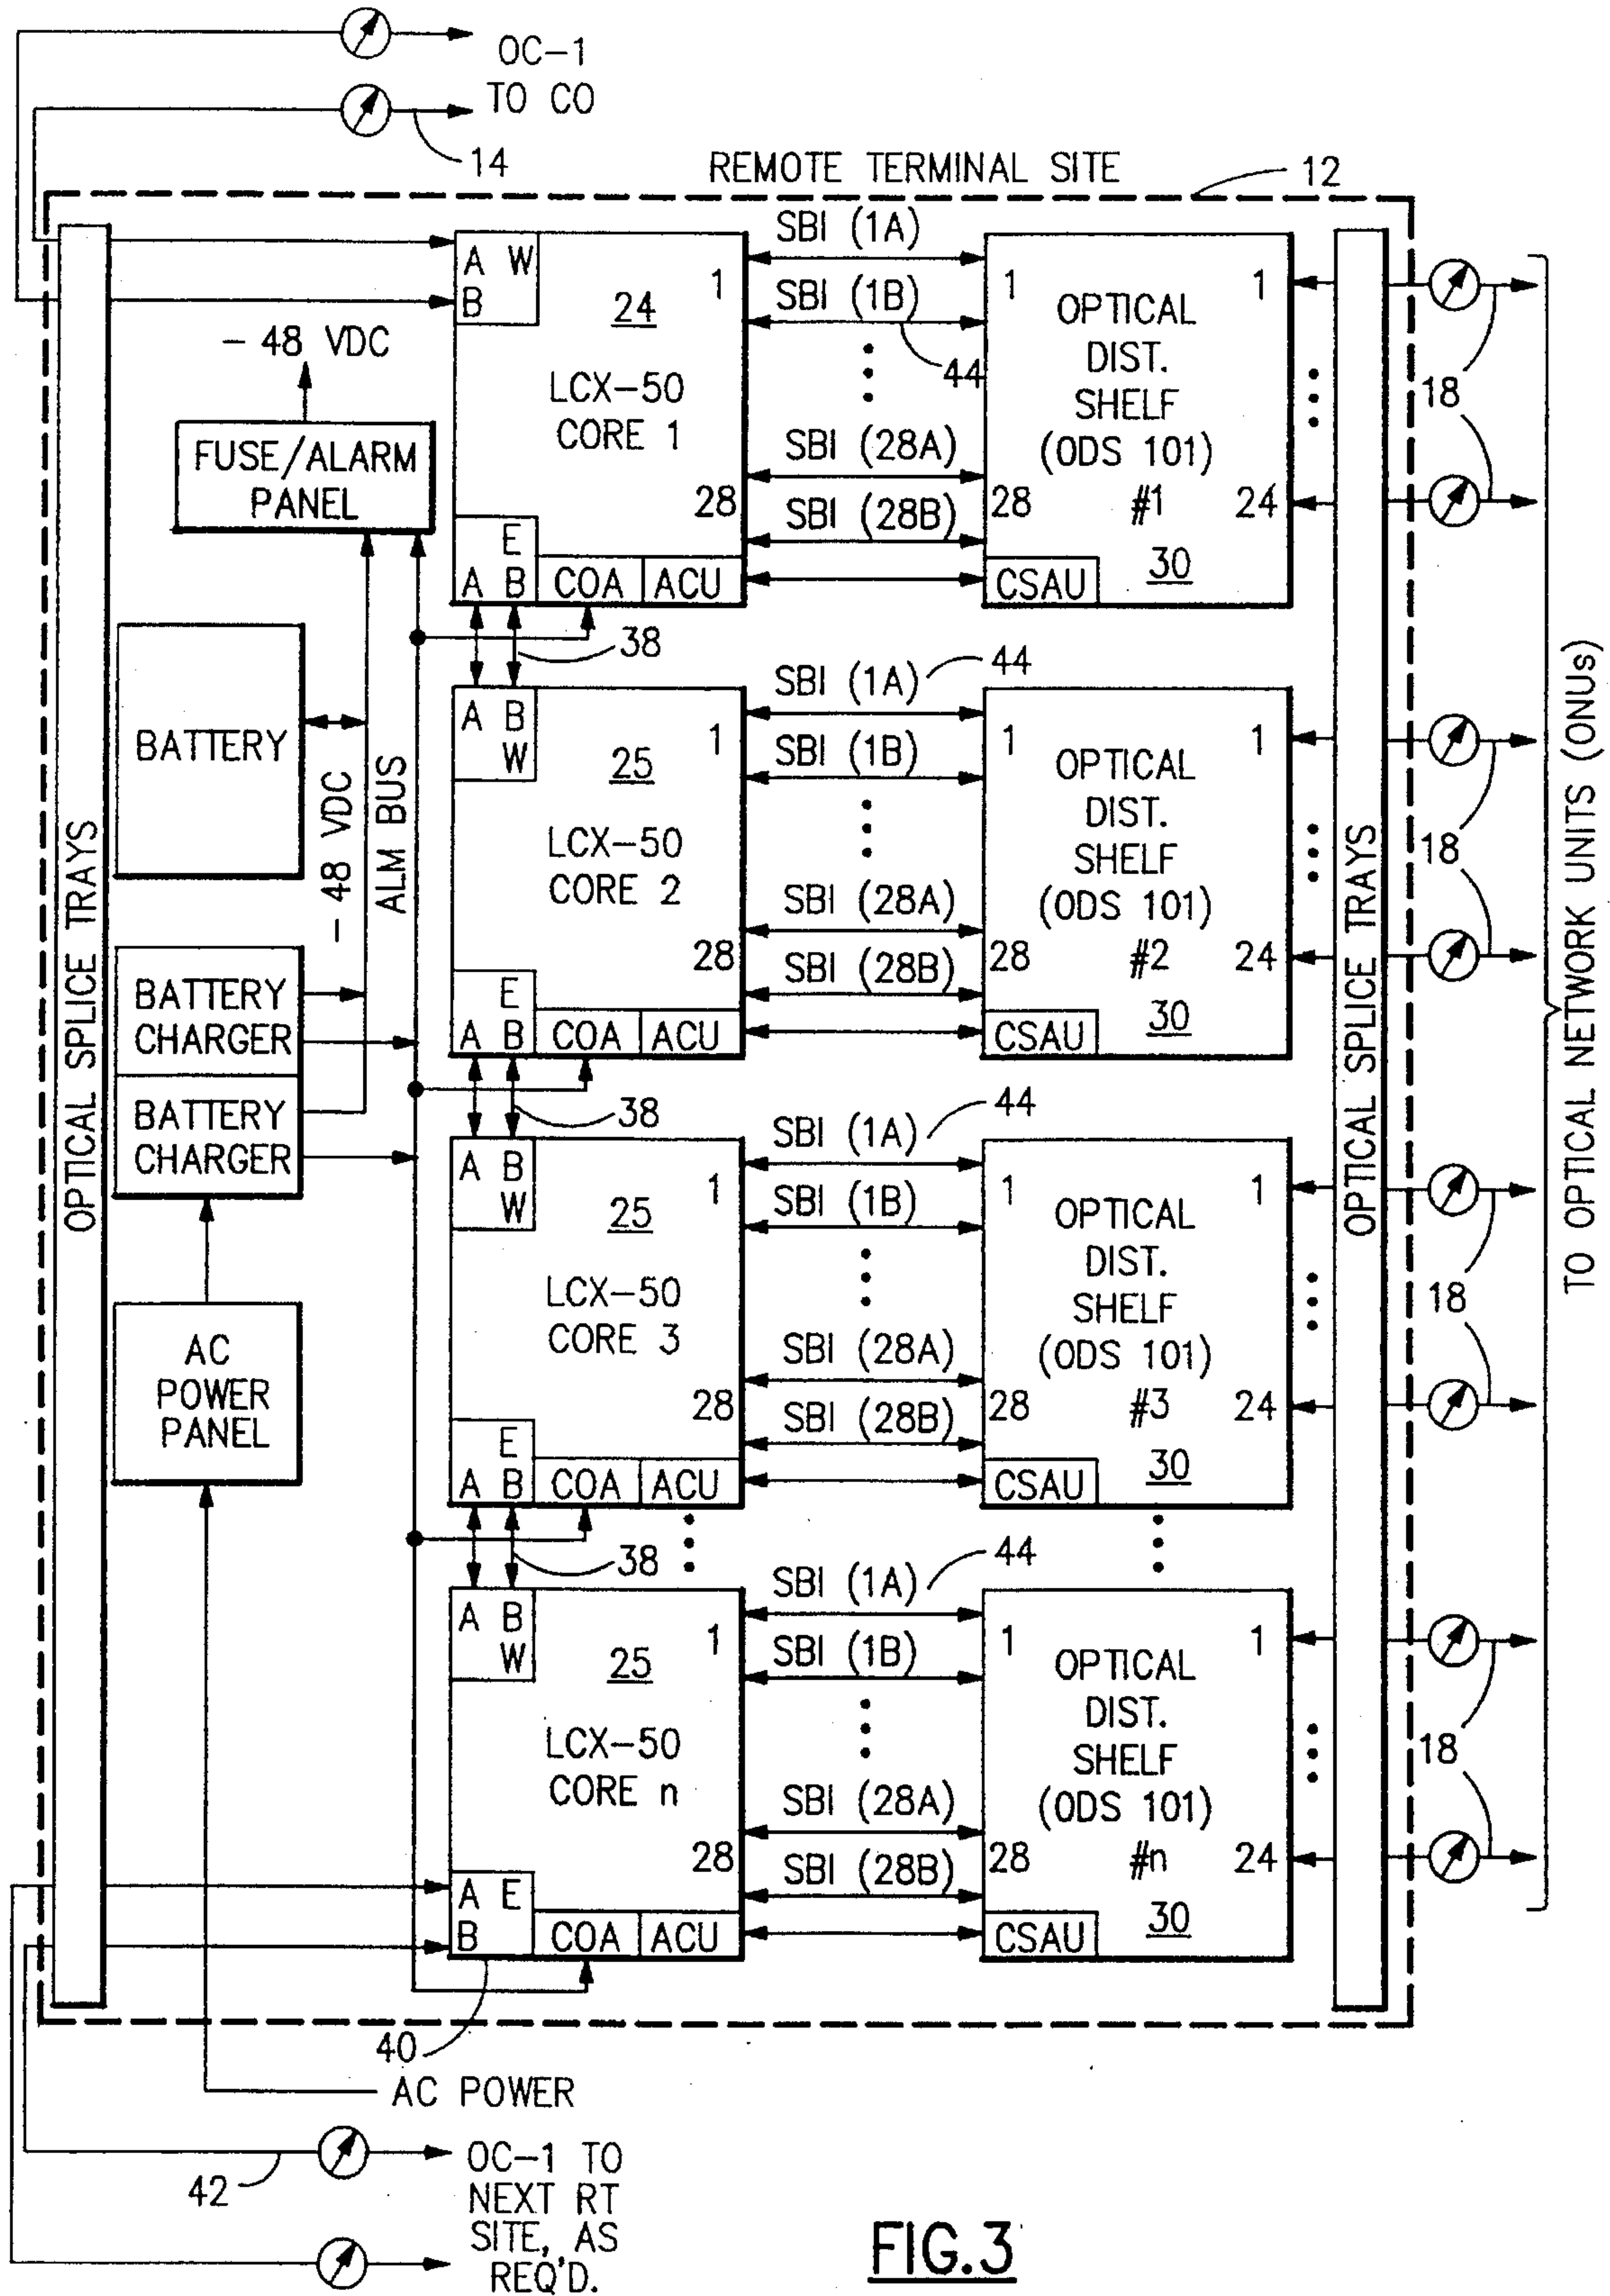 OC-1
TO CO
14
REMOTE TERMINAL SITE
12
OPTICAL SPLICE TRAYS
- 48 VDC
FUSE/ALARM
PANEL
BATTERY
- 48 VDC
ALM BUS
BATTERY
CHARGER
BATTERY
CHARGER
AC
POWER
PANEL
A W
B
24
1
LCX-50
CORE 1
28
E
A B
COA
ACU
SBI (1A)
SBI (1B)
44
SBI (28A)
SBI (28B)
1
1
OPTICAL
DIST.
SHELF
(ODS 101)
#1
28
24
30
CSAU
18
38
A B
W
25
1
LCX-50
CORE 2
28
E
A B
COA
ACU
SBI (1A)
44
SBI (1B)
SBI (28A)
SBI (28B)
1
1
OPTICAL
DIST.
SHELF
(ODS 101)
#2
28
24
30
CSAU
18
38
A B
W
25
1
LCX-50
CORE 3
28
E
A B
COA
ACU
SBI (1A)
44
SBI (1B)
SBI (28A)
SBI (28B)
1
1
OPTICAL
DIST.
SHELF
(ODS 101)
#3
28
24
30
CSAU
18
38
A B
W
25
1
LCX-50
CORE n
28
A E
B
COA
ACU
SBI (1A)
44
SBI (1B)
SBI (28A)
SBI (28B)
1
1
OPTICAL
DIST.
SHELF
(ODS 101)
#n
28
24
30
CSAU
18
OPTICAL SPLICE TRAYS
TO OPTICAL NETWORK UNITS (ONUs)
40
AC POWER
42
OC-1 TO
NEXT RT
SITE, AS
REQ'D.
FIG.3